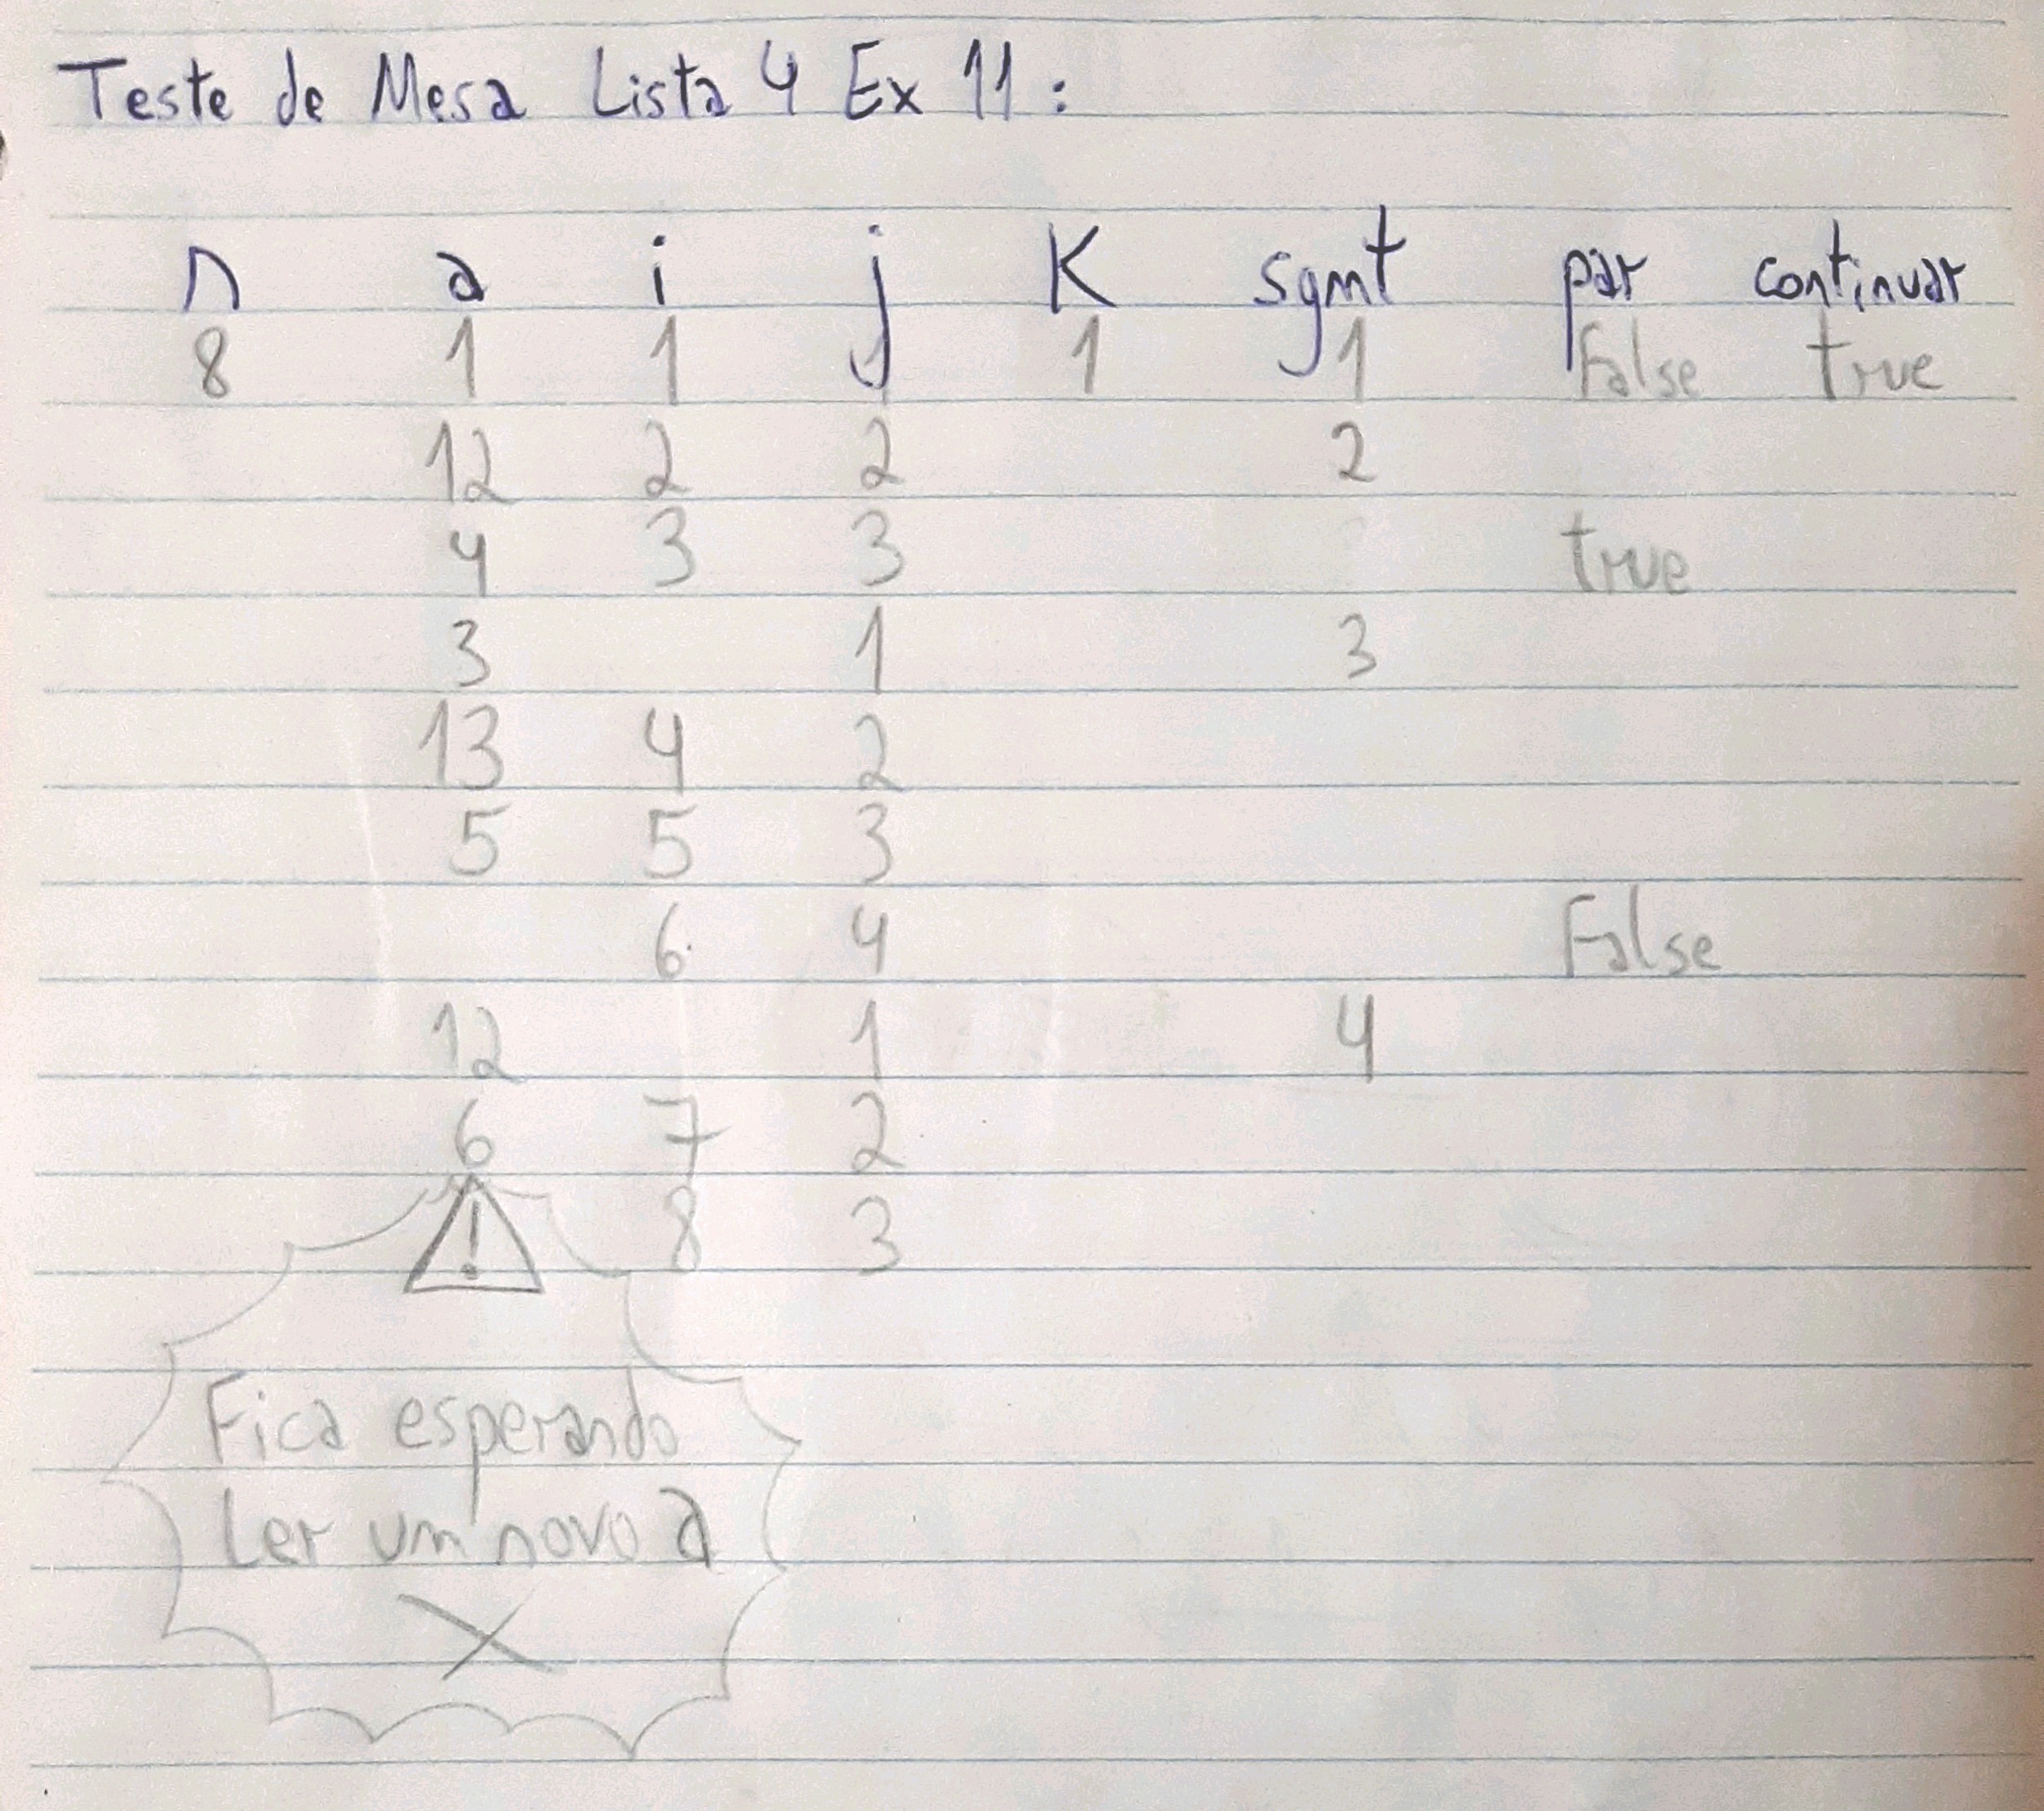 Teste de Mesa Lista 4 Ex 11:
n a i j K sgmt par continuar
8 1 1 1 1 1 False true
12 2 2 2
4 3 3 true
3 1 3
13 4 2
5 5 3
6 4 False
12 1 4
6 7 2
! 8 3
Fica esperando
Ler um novo a
X